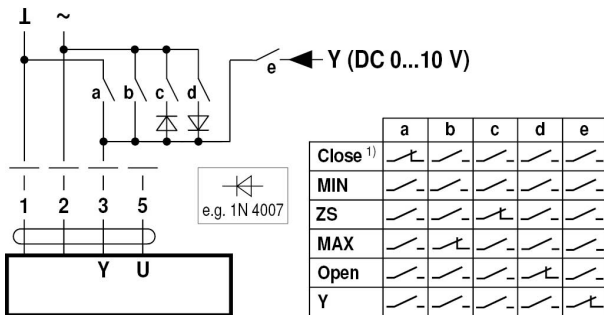 ⊥ ~
e
Y (DC 0...10 V)
a b c d
1 2 3 5
Y U
e.g. 1N 4007
a b c d e
Close 1)
MIN
ZS
MAX
Open
Y